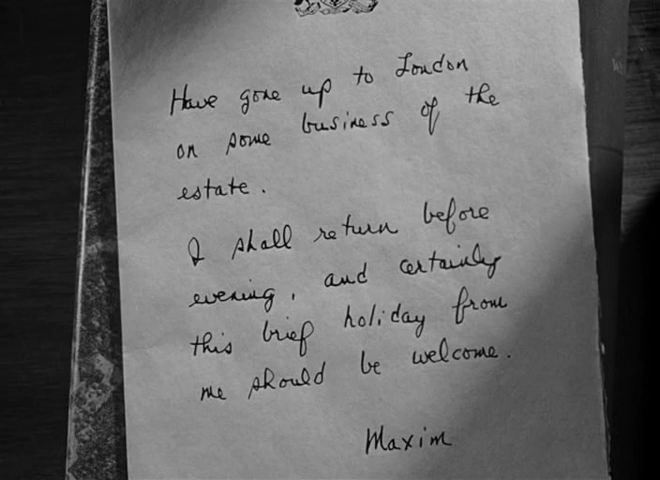 Have gone up to London
on some business of the
estate.
I shall return before
evening, and certainly
this brief holiday from
me should be welcome.
Maxim